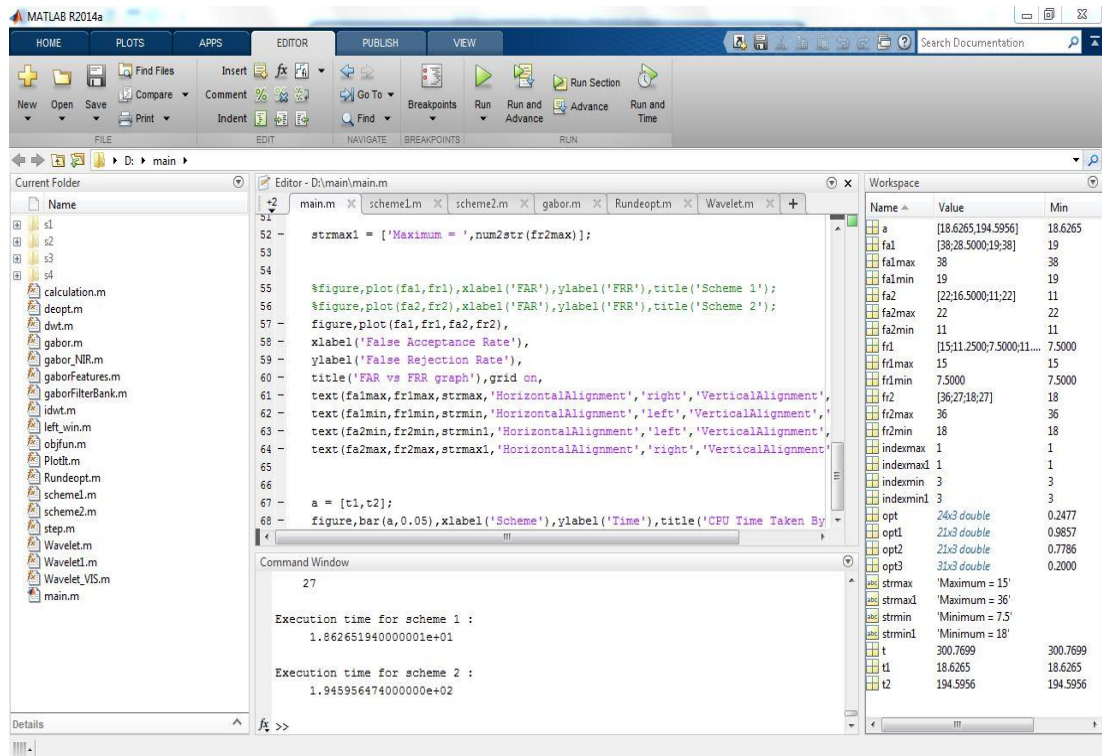 MATLAB R2014a
HOME PLOTS APPS EDITOR PUBLISH VIEW Search Documentation
New Open Save Find Files Compare Print
FILE
Insert fx
Comment %
Indent
EDIT
Go To
Find
NAVIGATE
Breakpoints
BREAKPOINTS
Run Run and Advance Run Section Advance Run and Time
RUN
D: main
Current Folder
Name
s1
s2
s3
s4
calculation.m
deopt.m
dwt.m
gabor.m
gabor_NIR.m
gaborFeatures.m
gaborFilterBank.m
idwt.m
left_win.m
objfun.m
PlotIt.m
Rundeopt.m
scheme1.m
scheme2.m
step.m
Wavelet.m
Wavelet1.m
Wavelet_VIS.m
main.m
Details
Editor - D:\main\main.m
+2 main.m scheme1.m scheme2.m gabor.m Rundeopt.m Wavelet.m +
51
52 – strmax1 = ['Maximum = ',num2str(fr2max)];
53
54
55 %figure,plot(fa1,fr1),xlabel('FAR'),ylabel('FRR'),title('Scheme 1');
56 %figure,plot(fa2,fr2),xlabel('FAR'),ylabel('FRR'),title('Scheme 2');
57 – figure,plot(fa1,fr1,fa2,fr2),
58 – xlabel('False Acceptance Rate'),
59 – ylabel('False Rejection Rate'),
60 – title('FAR vs FRR graph'),grid on,
61 – text(fa1max,fr1max,strmax,'HorizontalAlignment','right','VerticalAlignment',
62 – text(fa1min,fr1min,strmin,'HorizontalAlignment','left','VerticalAlignment','
63 – text(fa2min,fr2min,strmin1,'HorizontalAlignment','left','VerticalAlignment',
64 – text(fa2max,fr2max,strmax1,'HorizontalAlignment','right','VerticalAlignment'
65
66
67 – a = [t1,t2];
68 – figure,bar(a,0.05),xlabel('Scheme'),ylabel('Time'),title('CPU Time Taken By
Command Window
27
Execution time for scheme 1 :
1.862651940000001e+01
Execution time for scheme 2 :
1.945956474000000e+02
fx >>
Workspace
Name Value Min
a [18.6265,194.5956] 18.6265
fa1 [38;28.5000;19;38] 19
fa1max 38 38
fa1min 19 19
fa2 [22;16.5000;11;22] 11
fa2max 22 22
fa2min 11 11
fr1 [15;11.2500;7.5000;11.... 7.5000
fr1max 15 15
fr1min 7.5000 7.5000
fr2 [36;27;18;27] 18
fr2max 36 36
fr2min 18 18
indexmax 1 1
indexmax1 1 1
indexmin 3 3
indexmin1 3 3
opt 24x3 double 0.2477
opt1 21x3 double 0.9857
opt2 21x3 double 0.7786
opt3 31x3 double 0.2000
strmax 'Maximum = 15'
strmax1 'Maximum = 36'
strmin 'Minimum = 7.5'
strmin1 'Minimum = 18'
t 300.7699 300.7699
t1 18.6265 18.6265
t2 194.5956 194.5956